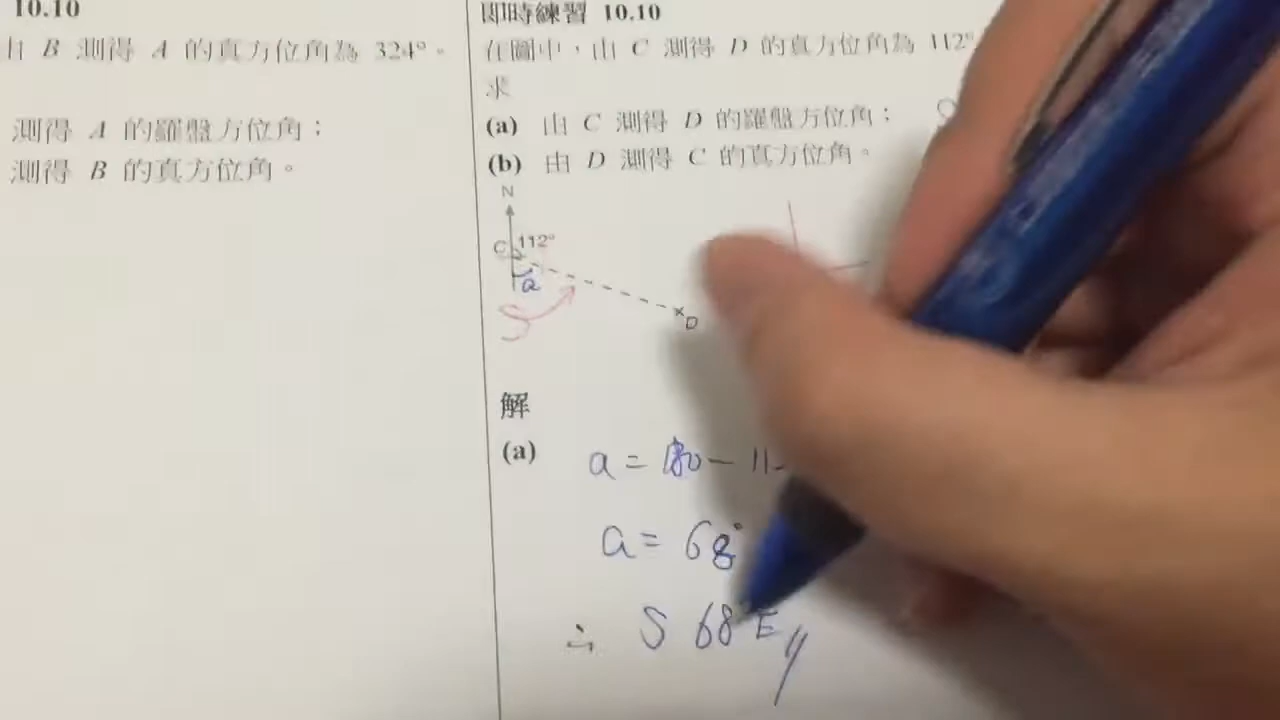 10.10
由 B 測得 A 的真方位角為 324°。
測得 A 的羅盤方位角；
測得 B 的真方位角。
即時練習 10.10
在圖中，由 C 測得 D 的真方位角為 112°
求
(a) 由 C 測得 D 的羅盤方位角；
(b) 由 D 測得 C 的真方位角。
N
C 112°
a
D
解
(a) a = 180 - 11
a = 68°
∴ S 68° E